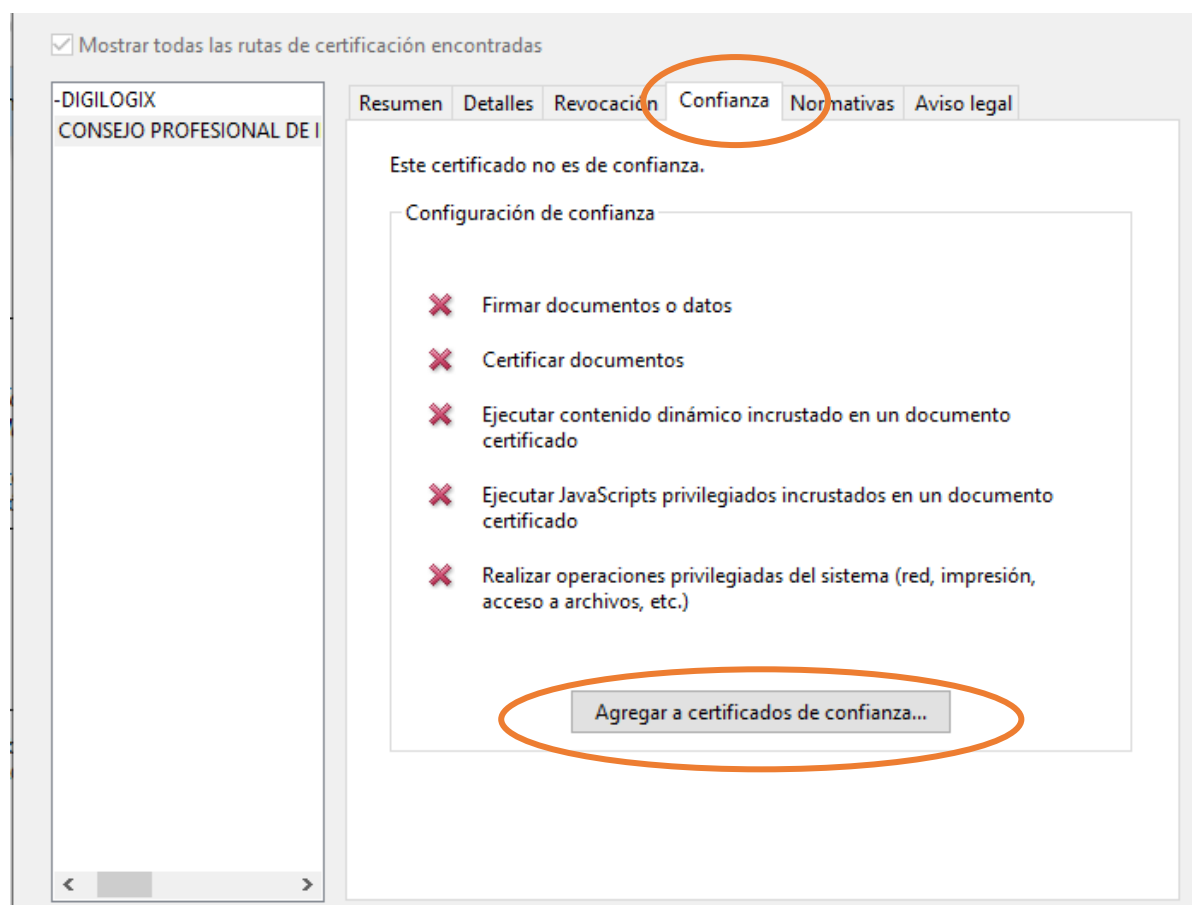 Mostrar todas las rutas de certificación encontradas
-DIGILOGIX
CONSEJO PROFESIONAL DE I
Resumen Detalles Revocación Confianza Normativas Aviso legal
Este certificado no es de confianza.
Configuración de confianza
Firmar documentos o datos
Certificar documentos
Ejecutar contenido dinámico incrustado en un documento
certificado
Ejecutar JavaScripts privilegiados incrustados en un documento
certificado
Realizar operaciones privilegiadas del sistema (red, impresión,
acceso a archivos, etc.)
Agregar a certificados de confianza...